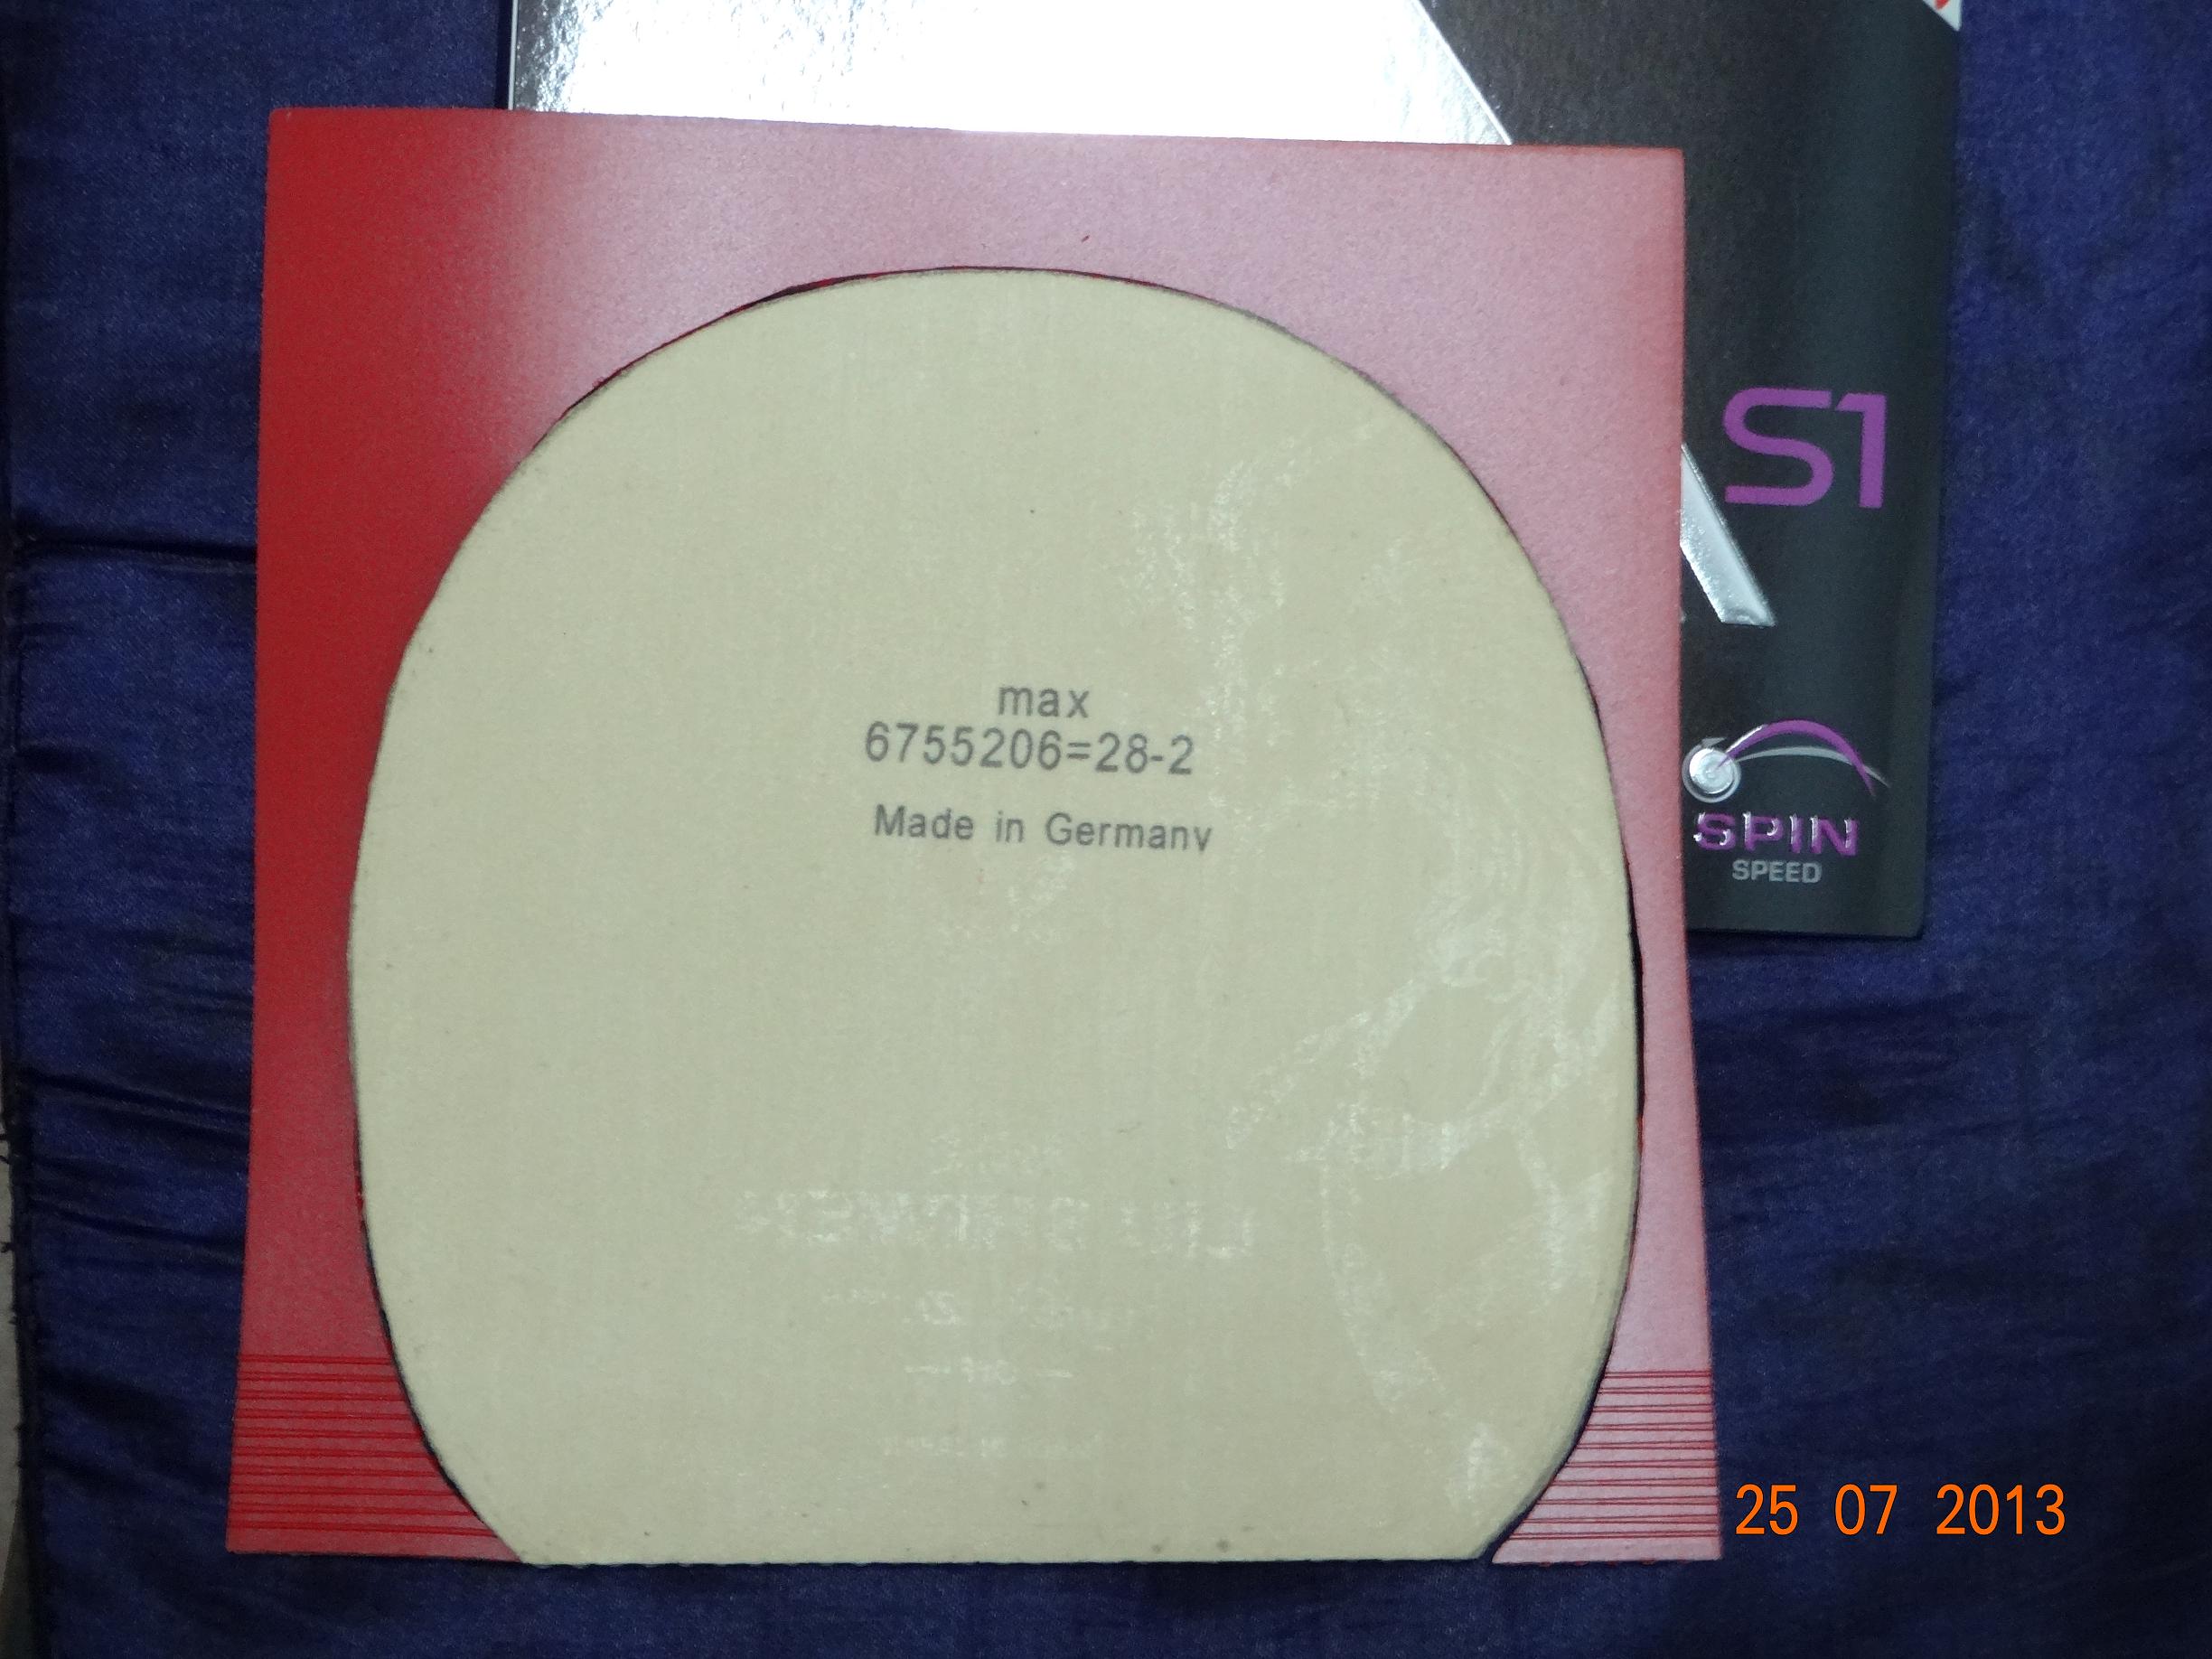 S1
max
6755206=28-2
Made in Germany
SPIN
SPEED
25 07 2013